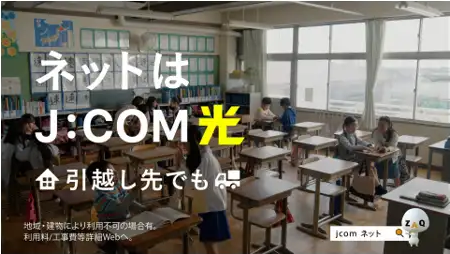 ネットは
J:COM 光
引越し先でも
地域・建物により利用不可の場合有。
利用料/工事費等詳細Webへ。
jcom ネット
ZAQ